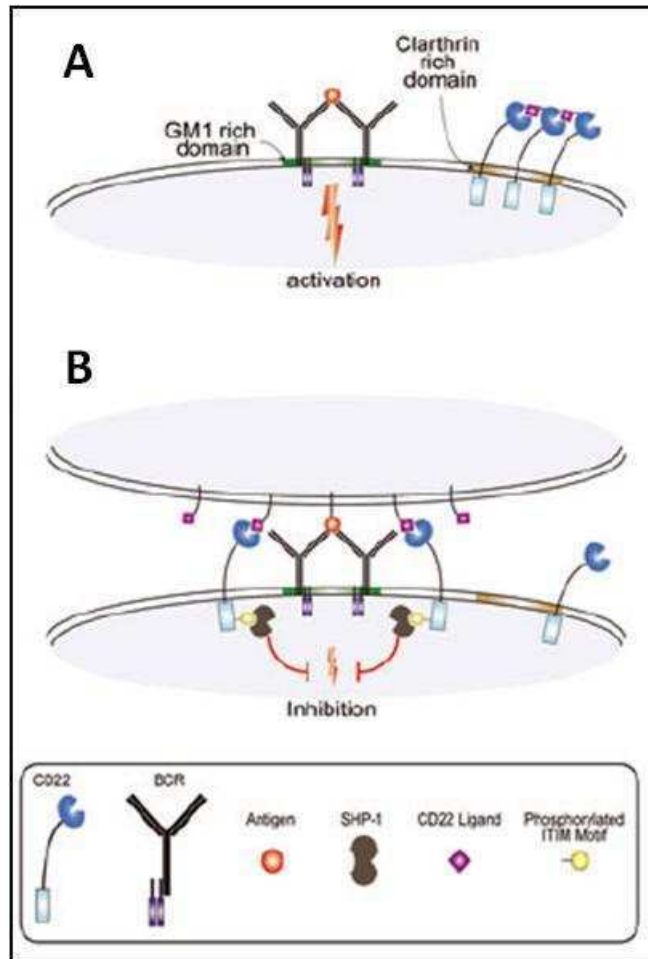 A
Clarthrin
rich
domain
GM1 rich
domain
activation
B
Inhibition
CD22
BCR
Antigen
SHP-1
CD22 Ligand
Phosphorylated
ITIM Motif